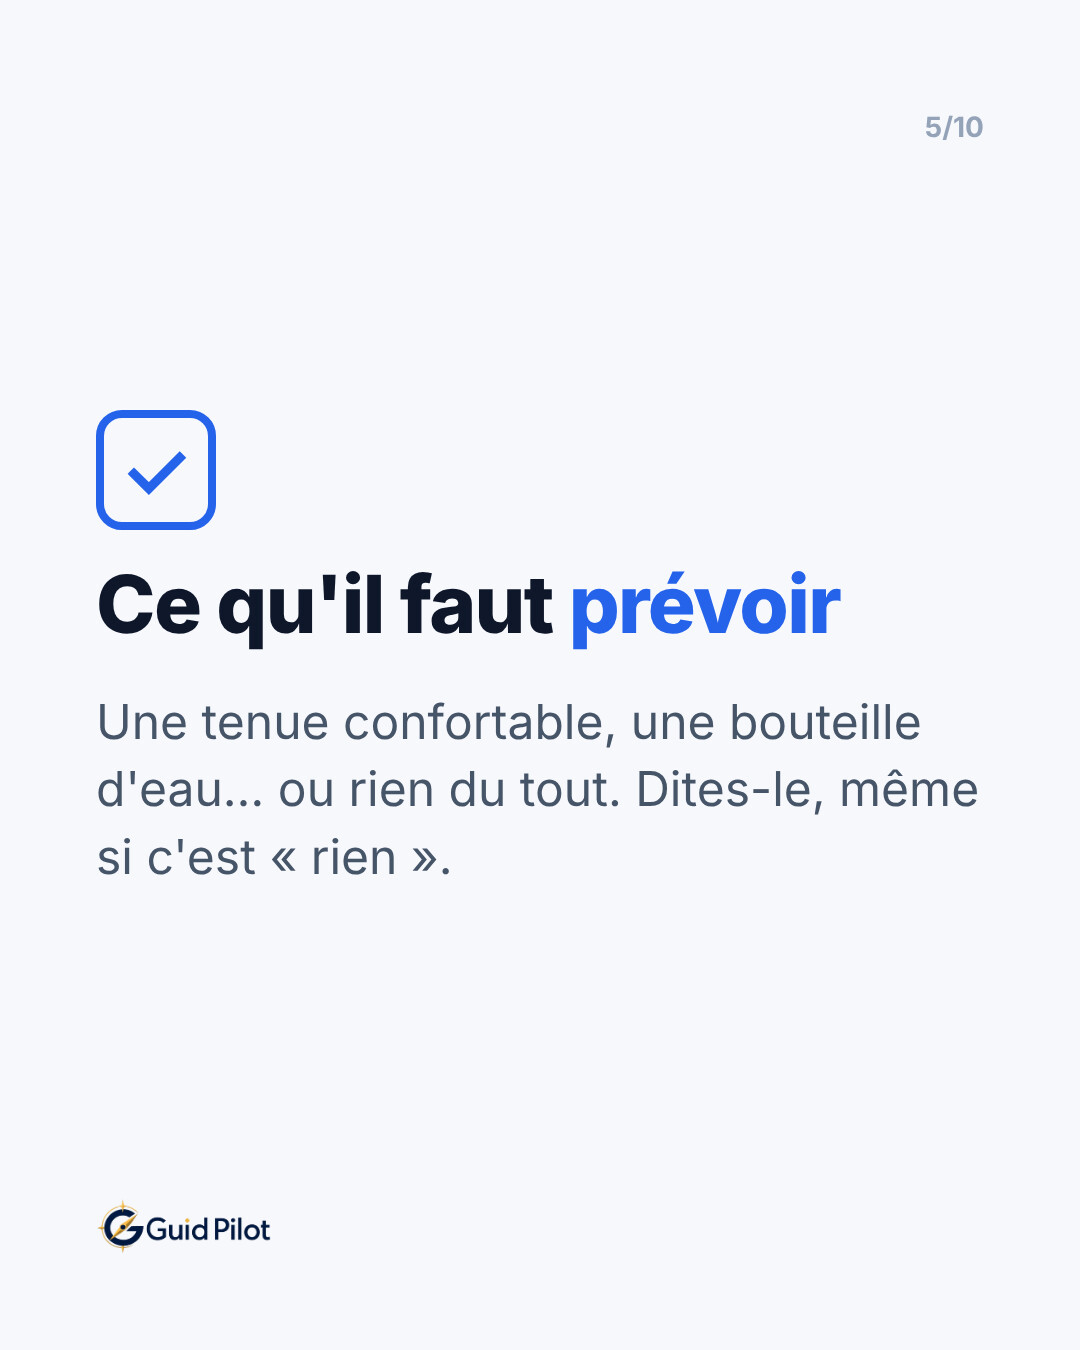 5/10
Ce qu'il faut prévoir
Une tenue confortable, une bouteille
d'eau... ou rien du tout. Dites-le, même
si c'est « rien ».
Guid Pilot